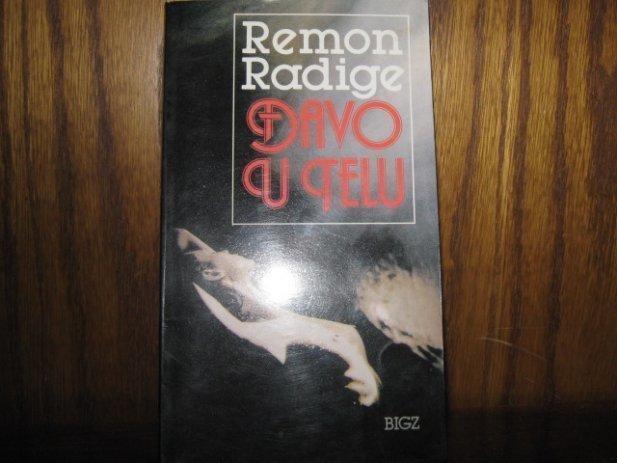 Remon
Radige
ĐAVO
U TELU
BIGZ